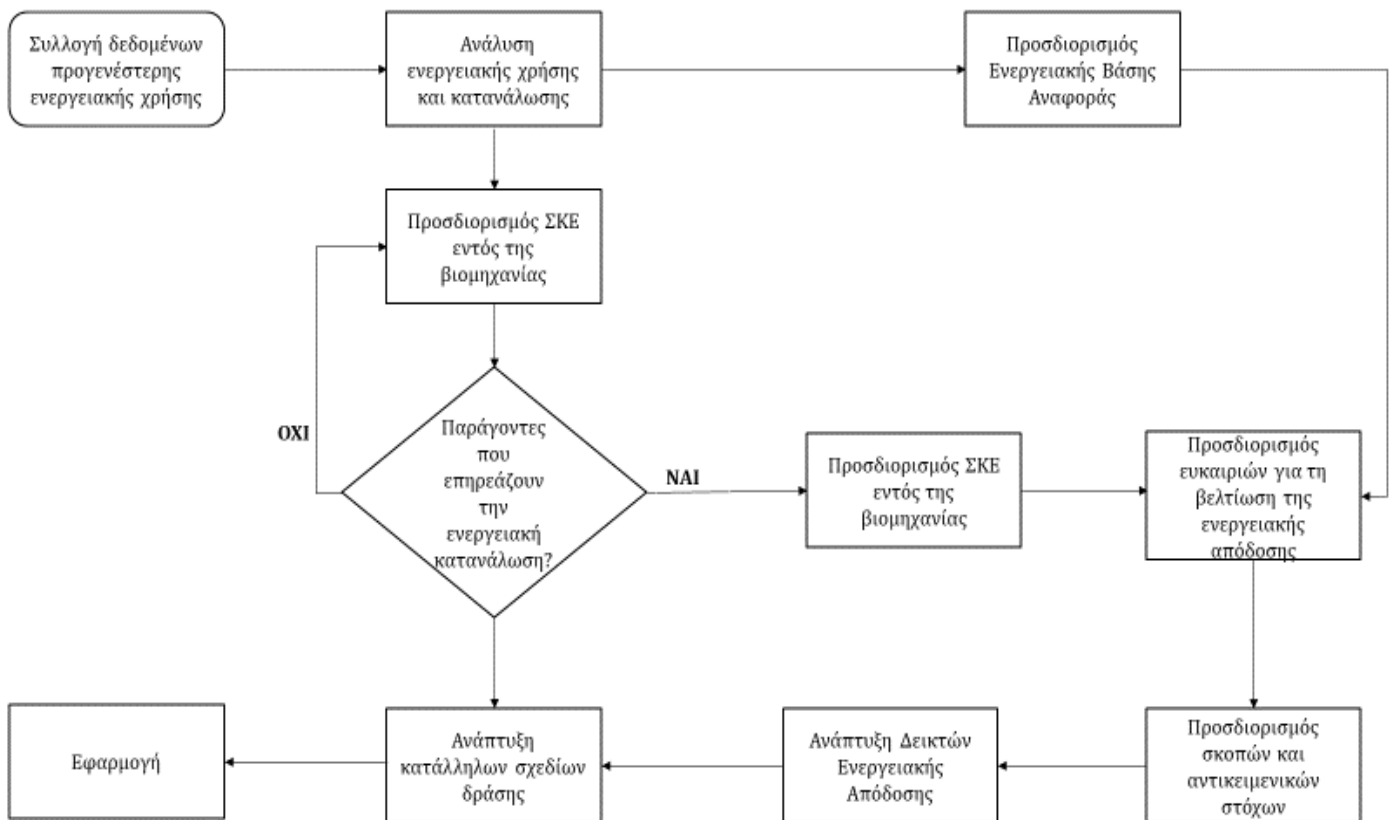 Συλλογή δεδομένων
προγενέστερης
ενεργειακής χρήσης
Ανάλυση
ενεργειακής χρήσης
και κατανάλωσης
Προσδιορισμός
Ενεργειακής Βάσης
Αναφοράς
Προσδιορισμός ΣΚΕ
εντός της
βιομηχανίας
ΟΧΙ
Παράγοντες
που
επηρεάζουν
την
ενεργειακή
κατανάλωση?
ΝΑΙ
Προσδιορισμός ΣΚΕ
εντός της
βιομηχανίας
Προσδιορισμός
ευκαιριών για τη
βελτίωση της
ενεργειακής
απόδοσης
Εφαρμογή
Ανάπτυξη
κατάλληλων σχεδίων
δράσης
Ανάπτυξη Δεικτών
Ενεργειακής
Απόδοσης
Προσδιορισμός
σκοπών και
αντικειμενικών
στόχων